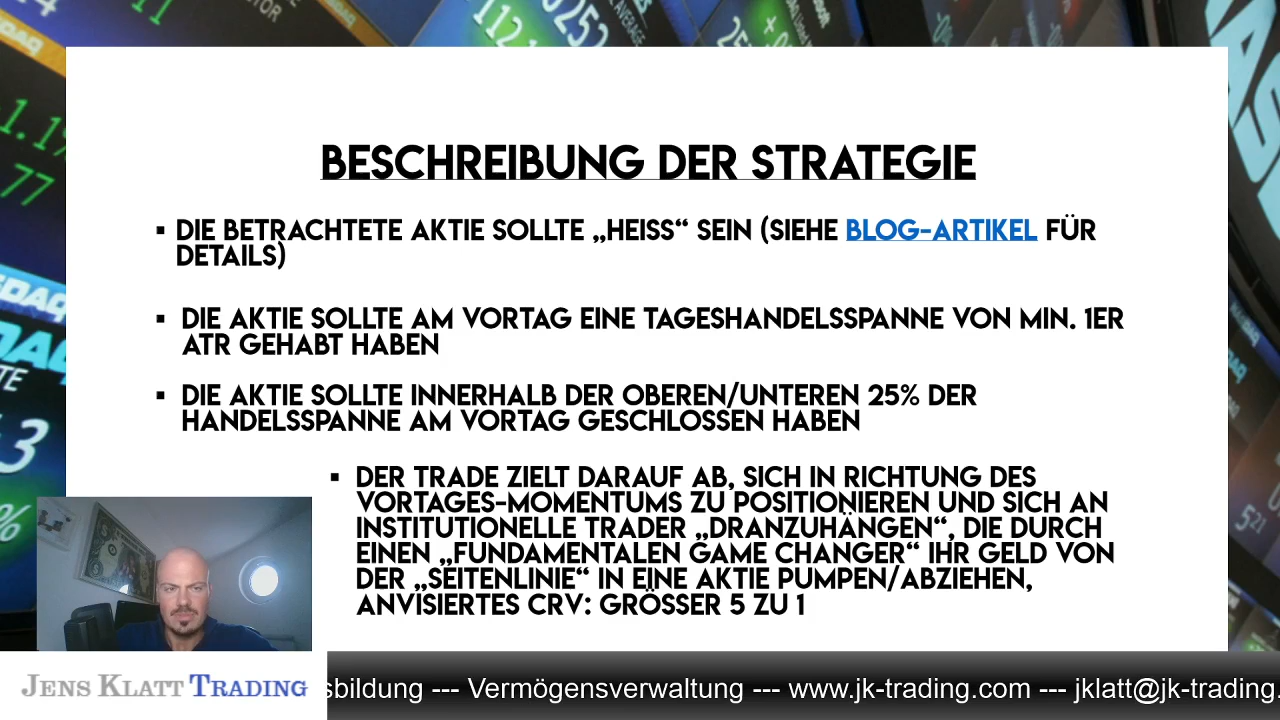 BESCHREIBUNG DER STRATEGIE
▪ DIE BETRACHTETE AKTIE SOLLTE „HEISS“ SEIN (SIEHE BLOG-ARTIKEL FÜR
DETAILS)
▪ DIE AKTIE SOLLTE AM VORTAG EINE TAGESHANDELSSPANNE VON MIN. 1ER
ATR GEHABT HABEN
▪ DIE AKTIE SOLLTE INNERHALB DER OBEREN/UNTEREN 25% DER
HANDELSSPANNE AM VORTAG GESCHLOSSEN HABEN
▪ DER TRADE ZIELT DARAUF AB, SICH IN RICHTUNG DES
VORTAGES-MOMENTUMS ZU POSITIONIEREN UND SICH AN
INSTITUTIONELLE TRADER „DRANZUHÄNGEN“, DIE DURCH
EINEN „FUNDAMENTALEN GAME CHANGER“ IHR GELD VON
DER „SEITENLINIE“ IN EINE AKTIE PUMPEN/ABZIEHEN,
ANVISIERTES CRV: GRÖSSER 5 ZU 1
JENS KLATT TRADING
sbildung --- Vermögensverwaltung --- www.jk-trading.com --- jklatt@jk-trading.